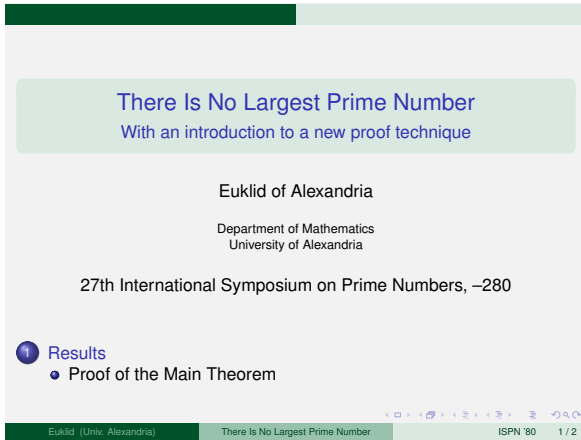 There Is No Largest Prime Number
With an introduction to a new proof technique
Euklid of Alexandria
Department of Mathematics
University of Alexandria
27th International Symposium on Prime Numbers, –280
1 Results
Proof of the Main Theorem
Euklid (Univ. Alexandria) There Is No Largest Prime Number ISPN ’80 1 / 2